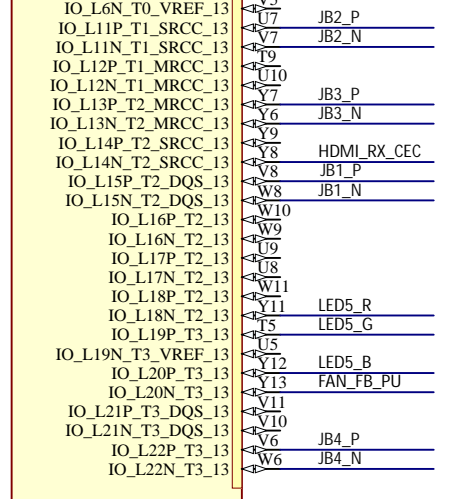 IO_L6N_T0_VREF_13
IO_L11P_T1_SRCC_13 U7 JB2_P
IO_L11N_T1_SRCC_13 V7 JB2_N
IO_L12P_T1_MRCC_13 T9
IO_L12N_T1_MRCC_13 U10
IO_L13P_T2_MRCC_13 Y7 JB3_P
IO_L13N_T2_MRCC_13 Y6 JB3_N
IO_L14P_T2_SRCC_13 Y9
IO_L14N_T2_SRCC_13 Y8 HDMI_RX_CEC
IO_L15P_T2_DQS_13 V8 JB1_P
IO_L15N_T2_DQS_13 W8 JB1_N
IO_L16P_T2_13 W10
IO_L16N_T2_13 W9
IO_L17P_T2_13 U9
IO_L17N_T2_13 U8
IO_L18P_T2_13 W11
IO_L18N_T2_13 Y11 LED5_R
IO_L19P_T3_13 T5 LED5_G
IO_L19N_T3_VREF_13 U5
IO_L20P_T3_13 Y12 LED5_B
IO_L20N_T3_13 Y13 FAN_FB_PU
IO_L21P_T3_DQS_13 V11
IO_L21N_T3_DQS_13 V10
IO_L22P_T3_13 V6 JB4_P
IO_L22N_T3_13 W6 JB4_N